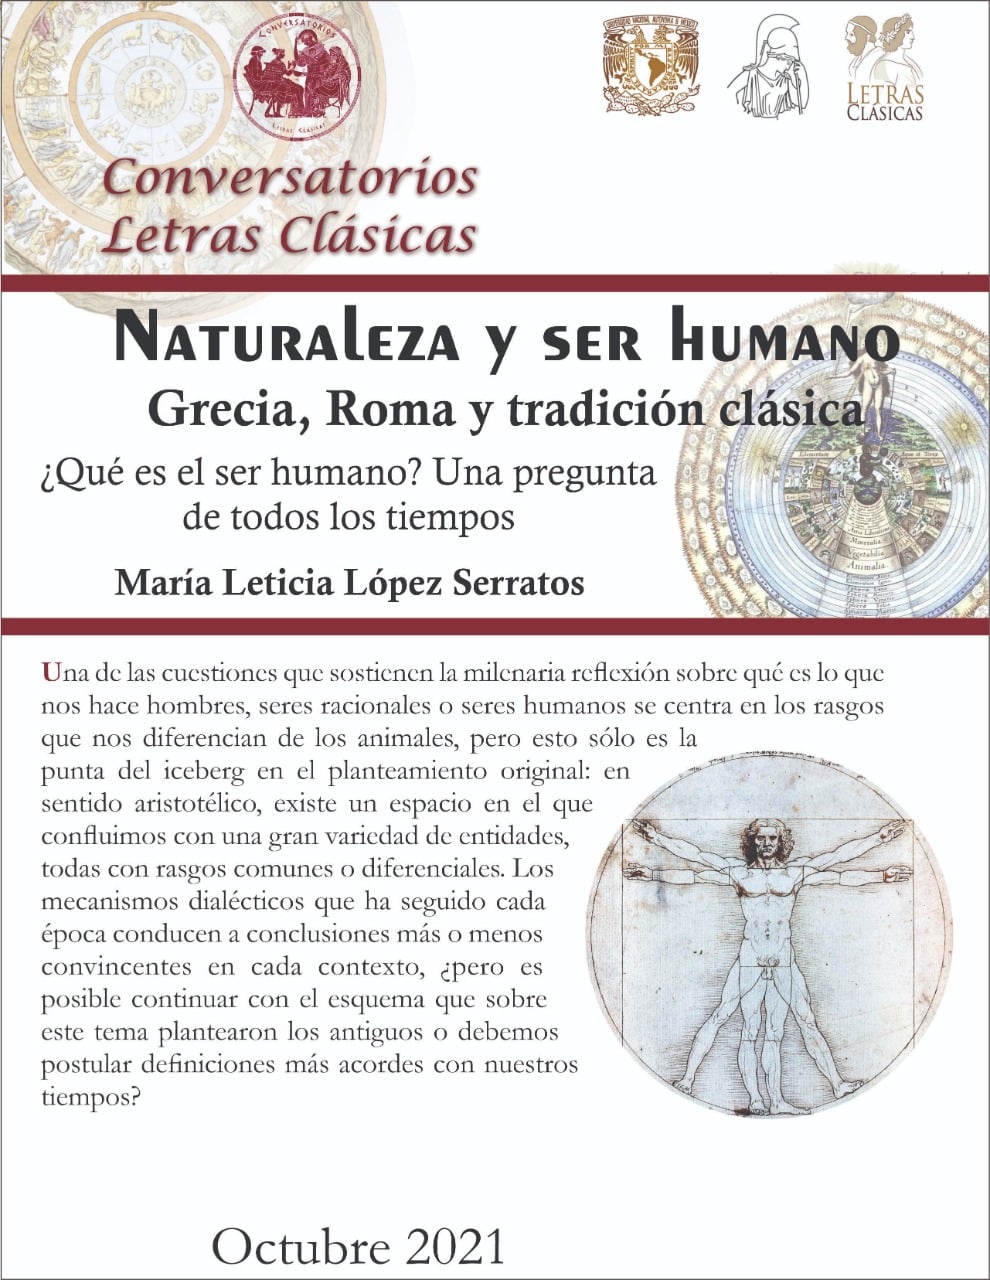 CONVERSATORIOS
LETRAS CLÁSICAS
LETRAS
CLÁSICAS
Conversatorios
Letras Clásicas
Naturaleza y ser humano
Grecia, Roma y tradición clásica
¿Qué es el ser humano? Una pregunta
de todos los tiempos
María Leticia López Serratos
Mineralia
Vegetabilia
Animalia
Una de las cuestiones que sostienen la milenaria reflexión sobre qué es lo que
nos hace hombres, seres racionales o seres humanos se centra en los rasgos
que nos diferencian de los animales, pero esto sólo es la
punta del iceberg en el planteamiento original: en
sentido aristotélico, existe un espacio en el que
confluimos con una gran variedad de entidades,
todas con rasgos comunes o diferenciales. Los
mecanismos dialécticos que ha seguido cada
época conducen a conclusiones más o menos
convincentes en cada contexto, ¿pero es
posible continuar con el esquema que sobre
este tema plantearon los antiguos o debemos
postular definiciones más acordes con nuestros
tiempos?
Octubre 2021